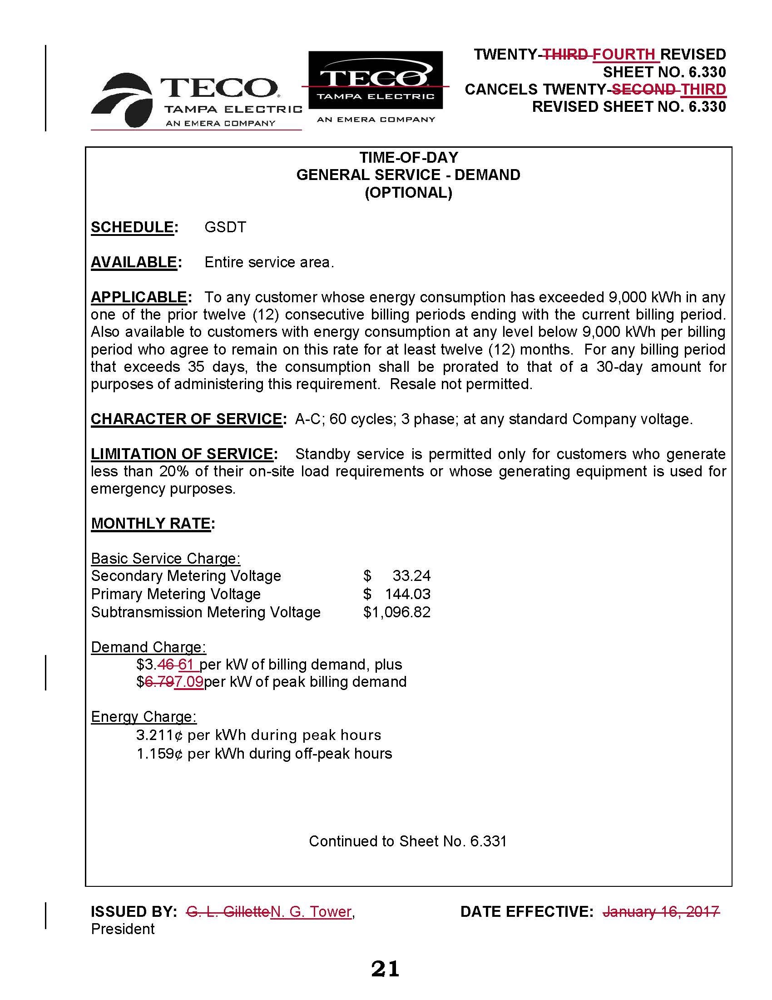 TWENTY-THIRD FOURTH REVISED
SHEET NO. 6.330
CANCELS TWENTY-SECOND THIRD
REVISED SHEET NO. 6.330
TECO®
TAMPA ELECTRIC
AN EMERA COMPANY
TECO®
TAMPA ELECTRIC
AN EMERA COMPANY
TIME-OF-DAY
GENERAL SERVICE - DEMAND
(OPTIONAL)
SCHEDULE: GSDT
AVAILABLE: Entire service area.
APPLICABLE: To any customer whose energy consumption has exceeded 9,000 kWh in any
one of the prior twelve (12) consecutive billing periods ending with the current billing period.
Also available to customers with energy consumption at any level below 9,000 kWh per billing
period who agree to remain on this rate for at least twelve (12) months. For any billing period
that exceeds 35 days, the consumption shall be prorated to that of a 30-day amount for
purposes of administering this requirement. Resale not permitted.
CHARACTER OF SERVICE: A-C; 60 cycles; 3 phase; at any standard Company voltage.
LIMITATION OF SERVICE: Standby service is permitted only for customers who generate
less than 20% of their on-site load requirements or whose generating equipment is used for
emergency purposes.
MONTHLY RATE:
Basic Service Charge:
Secondary Metering Voltage $ 33.24
Primary Metering Voltage $ 144.03
Subtransmission Metering Voltage $1,096.82
Demand Charge:
$3.46 61 per kW of billing demand, plus
$6.797.09per kW of peak billing demand
Energy Charge:
3.211¢ per kWh during peak hours
1.159¢ per kWh during off-peak hours
Continued to Sheet No. 6.331
ISSUED BY: G. L. GilletteN. G. Tower, DATE EFFECTIVE: January 16, 2017
President
21